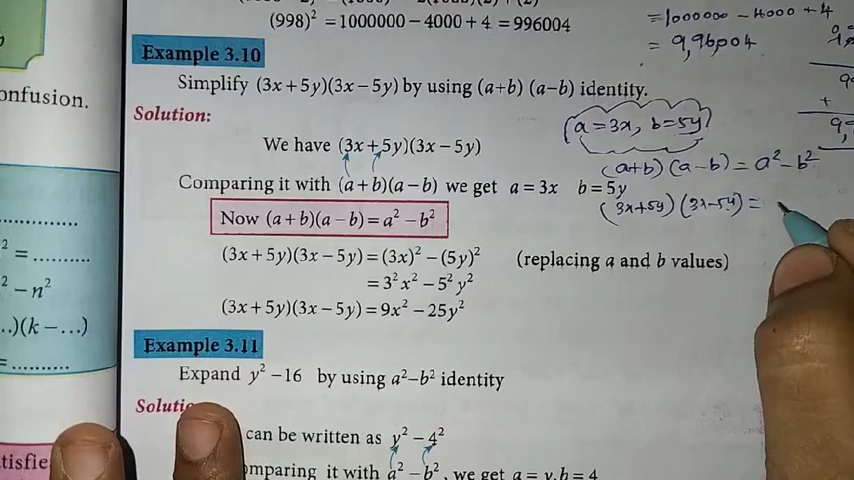 (998)² = 1000000 – 4000 + 4 = 996004
= 1000000 – 4000 + 4
= 9,96,004
Example 3.10
onfusion.
Simplify (3x + 5y)(3x – 5y) by using (a+b) (a–b) identity.
Solution:
(a = 3x, b = 5y)
We have (3x + 5y)(3x – 5y)
(a+b) (a–b) = a² – b²
Comparing it with (a + b)(a – b) we get a = 3x b = 5y
(3x+5y) (3x–5y) =
Now (a + b)(a – b) = a² – b²
(3x + 5y)(3x – 5y) = (3x)² – (5y)² (replacing a and b values)
² = ..........
= 3²x² – 5²y²
² – n²
(3x + 5y)(3x – 5y) = 9x² – 25y²
..)(k – ...)
= ..........
Example 3.11
Expand y² – 16 by using a² – b² identity
can be written as y² – 4²
tisfie
omparing it with a² – b², we get a = y, b = 4